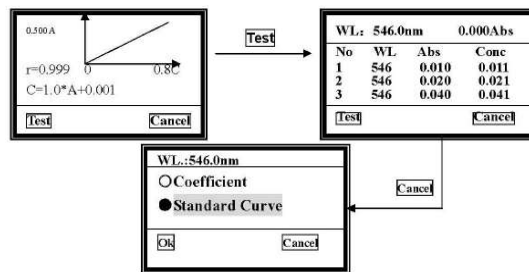 0.500A
r=0.999 0 0.8C
C=1.0*A+0.001
Test Cancel
Test
WL: 546.0nm 0.000Abs
No WL Abs Conc
1 546 0.010 0.011
2 546 0.020 0.021
3 546 0.040 0.041
Test Cancel
Cancel
WL.:546.0nm
Coefficient
Standard Curve
Ok Cancel